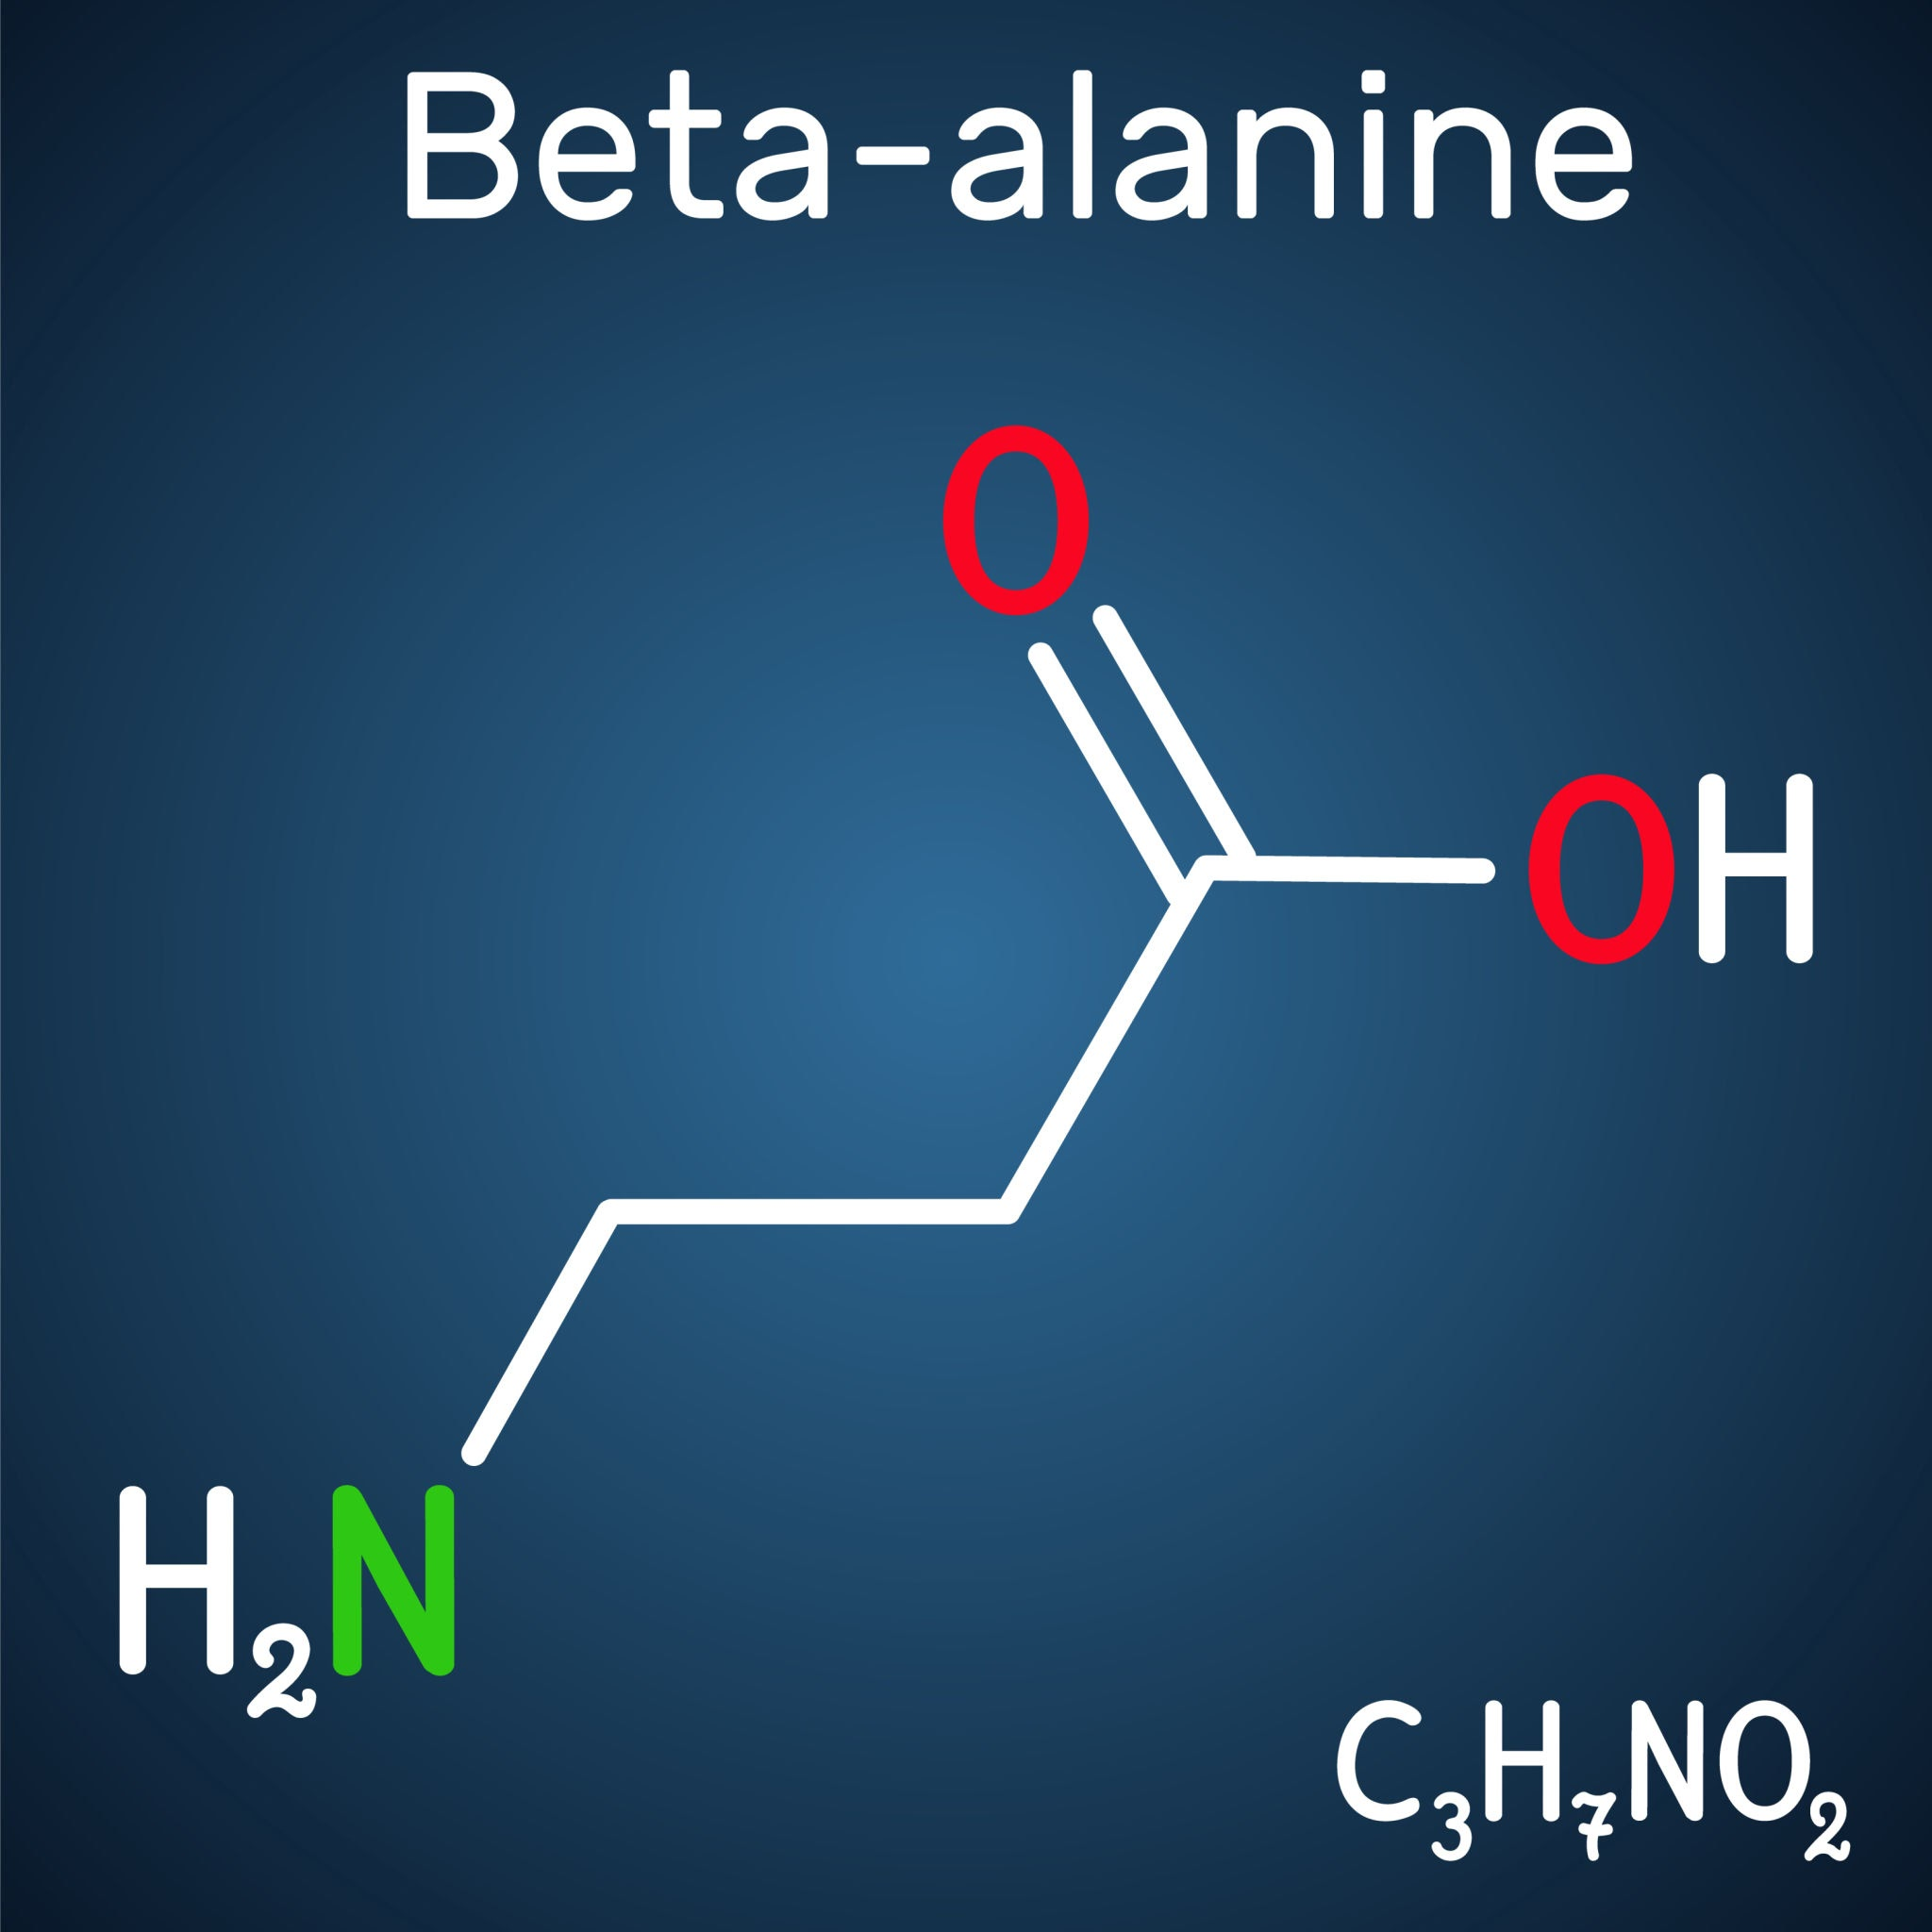 Beta-alanine
O
OH
H₂N
C₃H₇NO₂